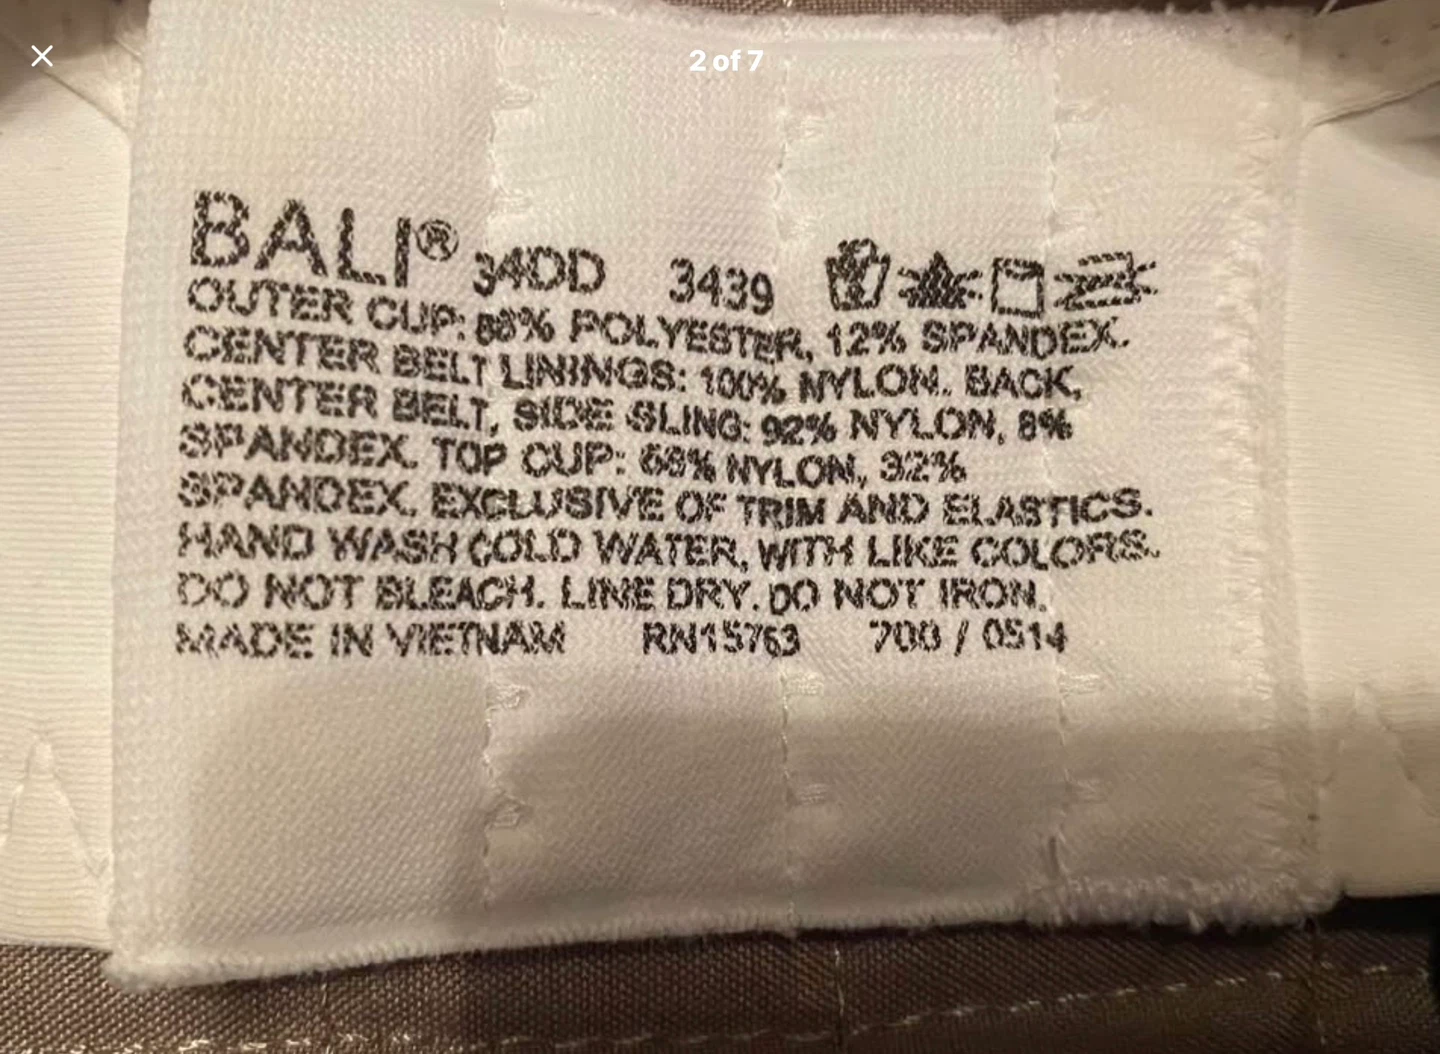 2 of 7
BALI® 34DD 3439
OUTER CUP: 88% POLYESTER, 12% SPANDEX.
CENTER BELT LININGS: 100% NYLON. BACK,
CENTER BELT, SIDE SLING: 92% NYLON, 8%
SPANDEX. TOP CUP: 68% NYLON, 32%
SPANDEX. EXCLUSIVE OF TRIM AND ELASTICS.
HAND WASH COLD WATER, WITH LIKE COLORS.
DO NOT BLEACH. LINE DRY. DO NOT IRON.
MADE IN VIETNAM RN15763 700 / 0514